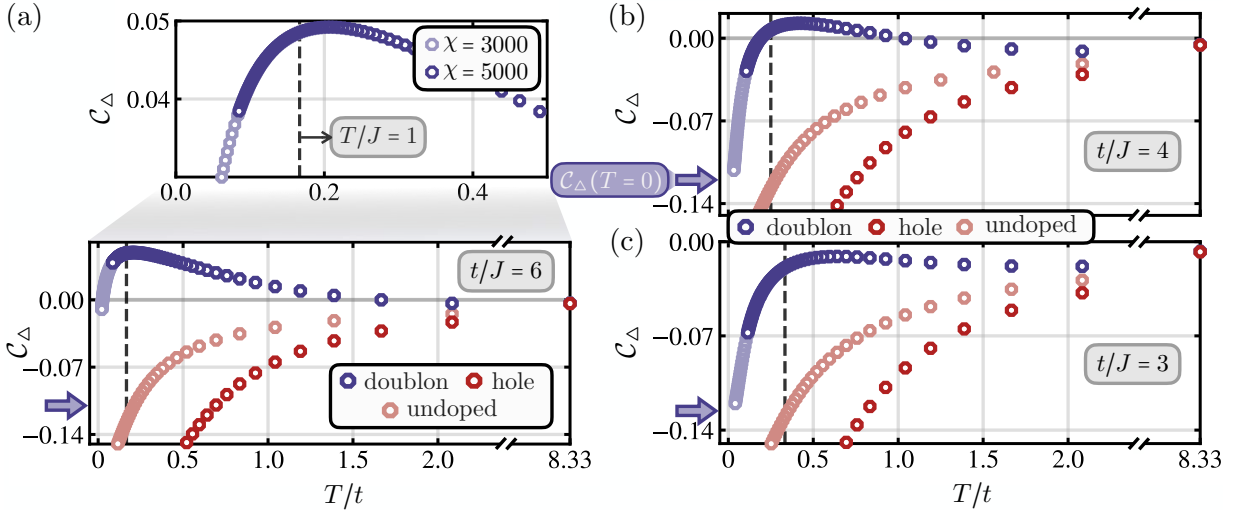 (a)
0.05
0.04
C△
χ = 3000
χ = 5000
T/J = 1
0.0
0.2
0.4
t/J = 6
0.00
−0.07
−0.14
C△
doublon
hole
undoped
0
0.5
1.0
1.5
2.0
8.33
T/t
(b)
0.00
−0.07
−0.14
C△
C△(T = 0)
t/J = 4
doublon
hole
undoped
(c)
0.00
−0.07
−0.14
C△
t/J = 3
0
0.5
1.0
1.5
2.0
8.33
T/t